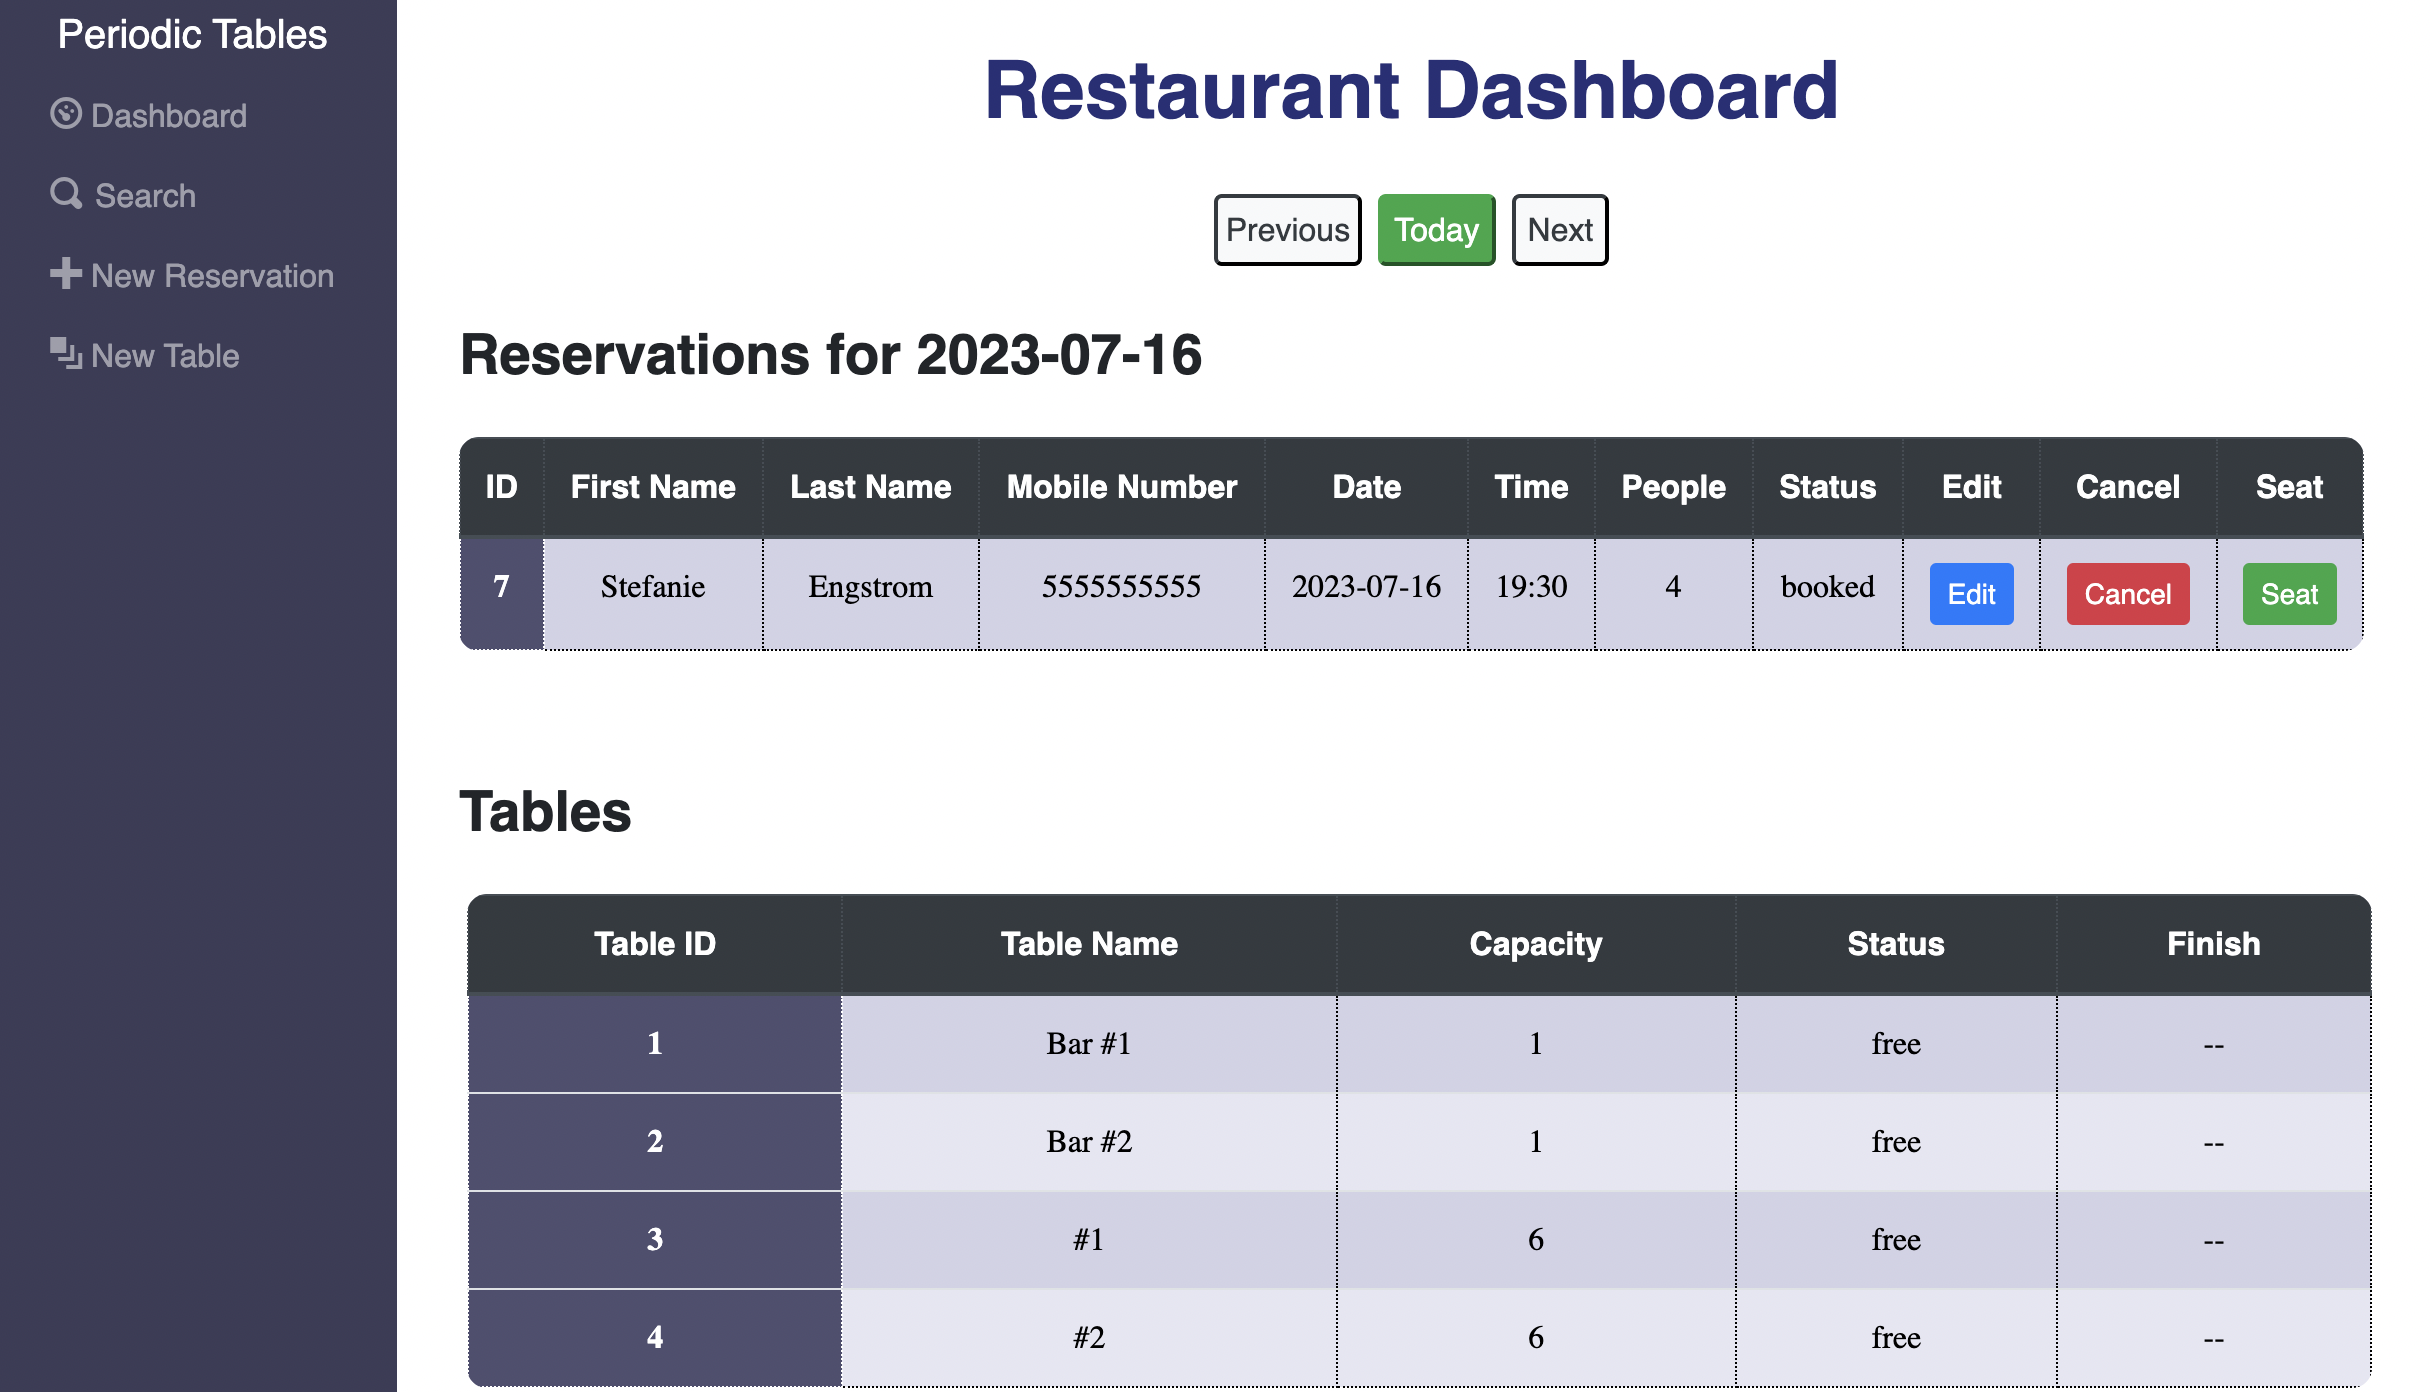 Periodic Tables
Dashboard
Search
New Reservation
New Table
Restaurant Dashboard
Previous Today Next
Reservations for 2023-07-16
ID First Name Last Name Mobile Number Date Time People Status Edit Cancel Seat
7 Stefanie Engstrom 5555555555 2023-07-16 19:30 4 booked Edit Cancel Seat
Tables
Table ID Table Name Capacity Status Finish
1 Bar #1 1 free --
2 Bar #2 1 free --
3 #1 6 free --
4 #2 6 free --